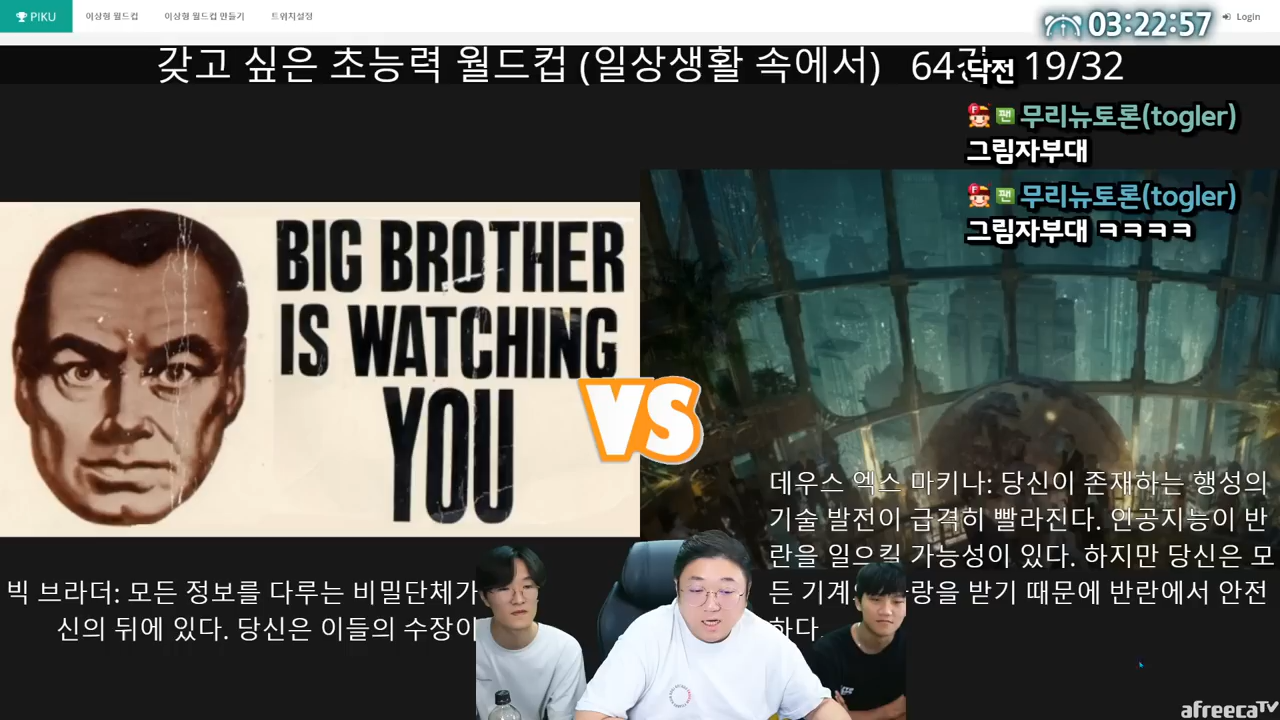 PIKU
이상형 월드컵
이상형 월드컵 만들기
트위치설정
03:22:57
Login
갖고 싶은 초능력 월드컵 (일상생활 속에서) 64 19/32
닥전
팬 무리뉴토론(togler)
그림자부대
팬 무리뉴토론(togler)
그림자부대 ㅋㅋㅋㅋ
BIG BROTHER
IS WATCHING
YOU
VS
빅 브라더: 모든 정보를 다루는 비밀단체가
신의 뒤에 있다. 당신은 이들의 수장이
데우스 엑스 마키나: 당신이 존재하는 행성의
기술 발전이 급격히 빨라진다. 인공지능이 반
란을 일으킬 가능성이 있다. 하지만 당신은 모
든 기계 랑을 받기 때문에 반란에서 안전
하다.
afreecaTV